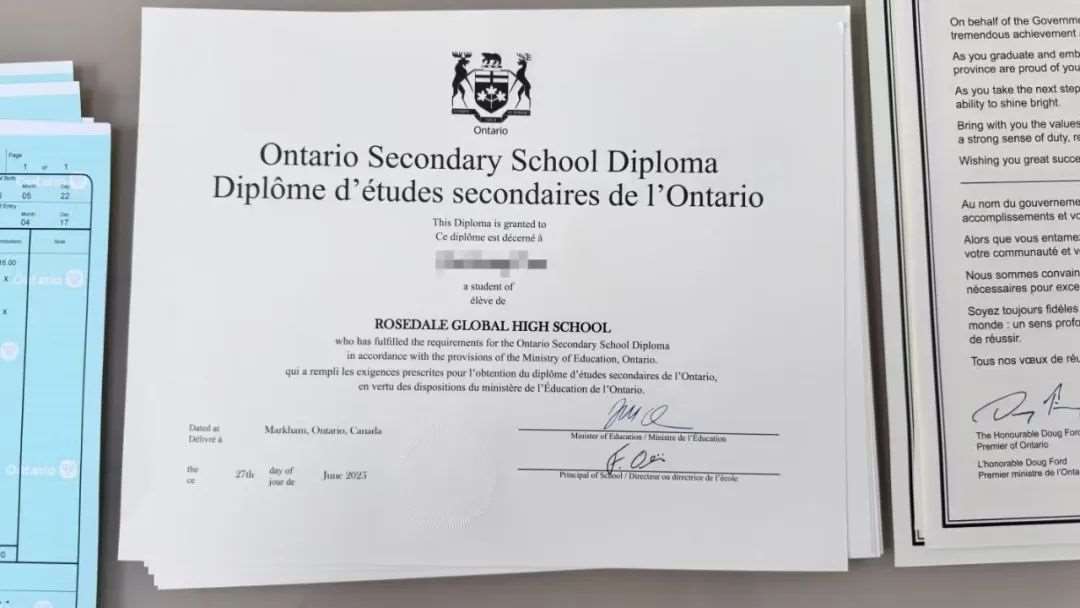 Page
1 of 1
Month Day
05 22
Month Day
04 17
Note
16.00
X
X
Ontario
Ontario
Ontario
Ontario Secondary School Diploma
Diplôme d'études secondaires de l'Ontario
This Diploma is granted to
Ce diplôme est décerné à
a student of
élève de
ROSEDALE GLOBAL HIGH SCHOOL
who has fulfilled the requirements for the Ontario Secondary School Diploma
in accordance with the provisions of the Ministry of Education, Ontario.
qui a rempli les exigences prescrites pour l'obtention du diplôme d'études secondaires de l'Ontario,
en vertu des dispositions du ministère de l'Éducation de l'Ontario.
Dated at
Délivré à
Markham, Ontario, Canada
Minister of Education / Ministre de l'Éducation
the
ce
27th
day of
jour de
June 2025
Principal of School / Directeur ou directrice de l'école
On behalf of the Governme
tremendous achievement
As you graduate and emb
province are proud of you
As you take the next step
ability to shine bright.
Bring with you the values
a strong sense of duty, re
Wishing you great succe
Au nom du gouverneme
accomplissements et vo
Alors que vous entamez
votre communauté et v
Nous sommes convain
nécessaires pour exce
Soyez toujours fidèles
monde : un sens profo
de réussir.
Tous nos vœux de réu
The Honourable Doug Ford
Premier of Ontario
L'honorable Doug Ford
Premier ministre de l'Onta